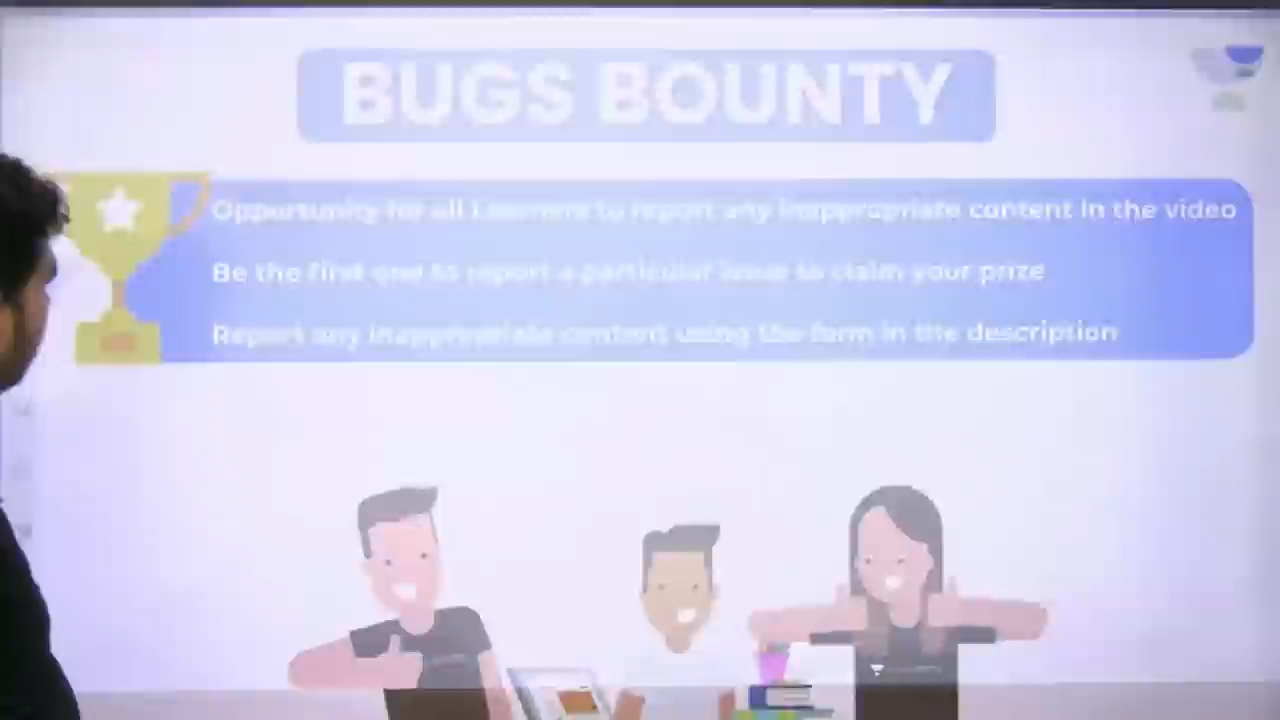 BUGS BOUNTY
Opportunity for all Learners to report any inappropriate content in the video
Be the first one to report a particular issue to claim your prize
Report any inappropriate content using the form in the description